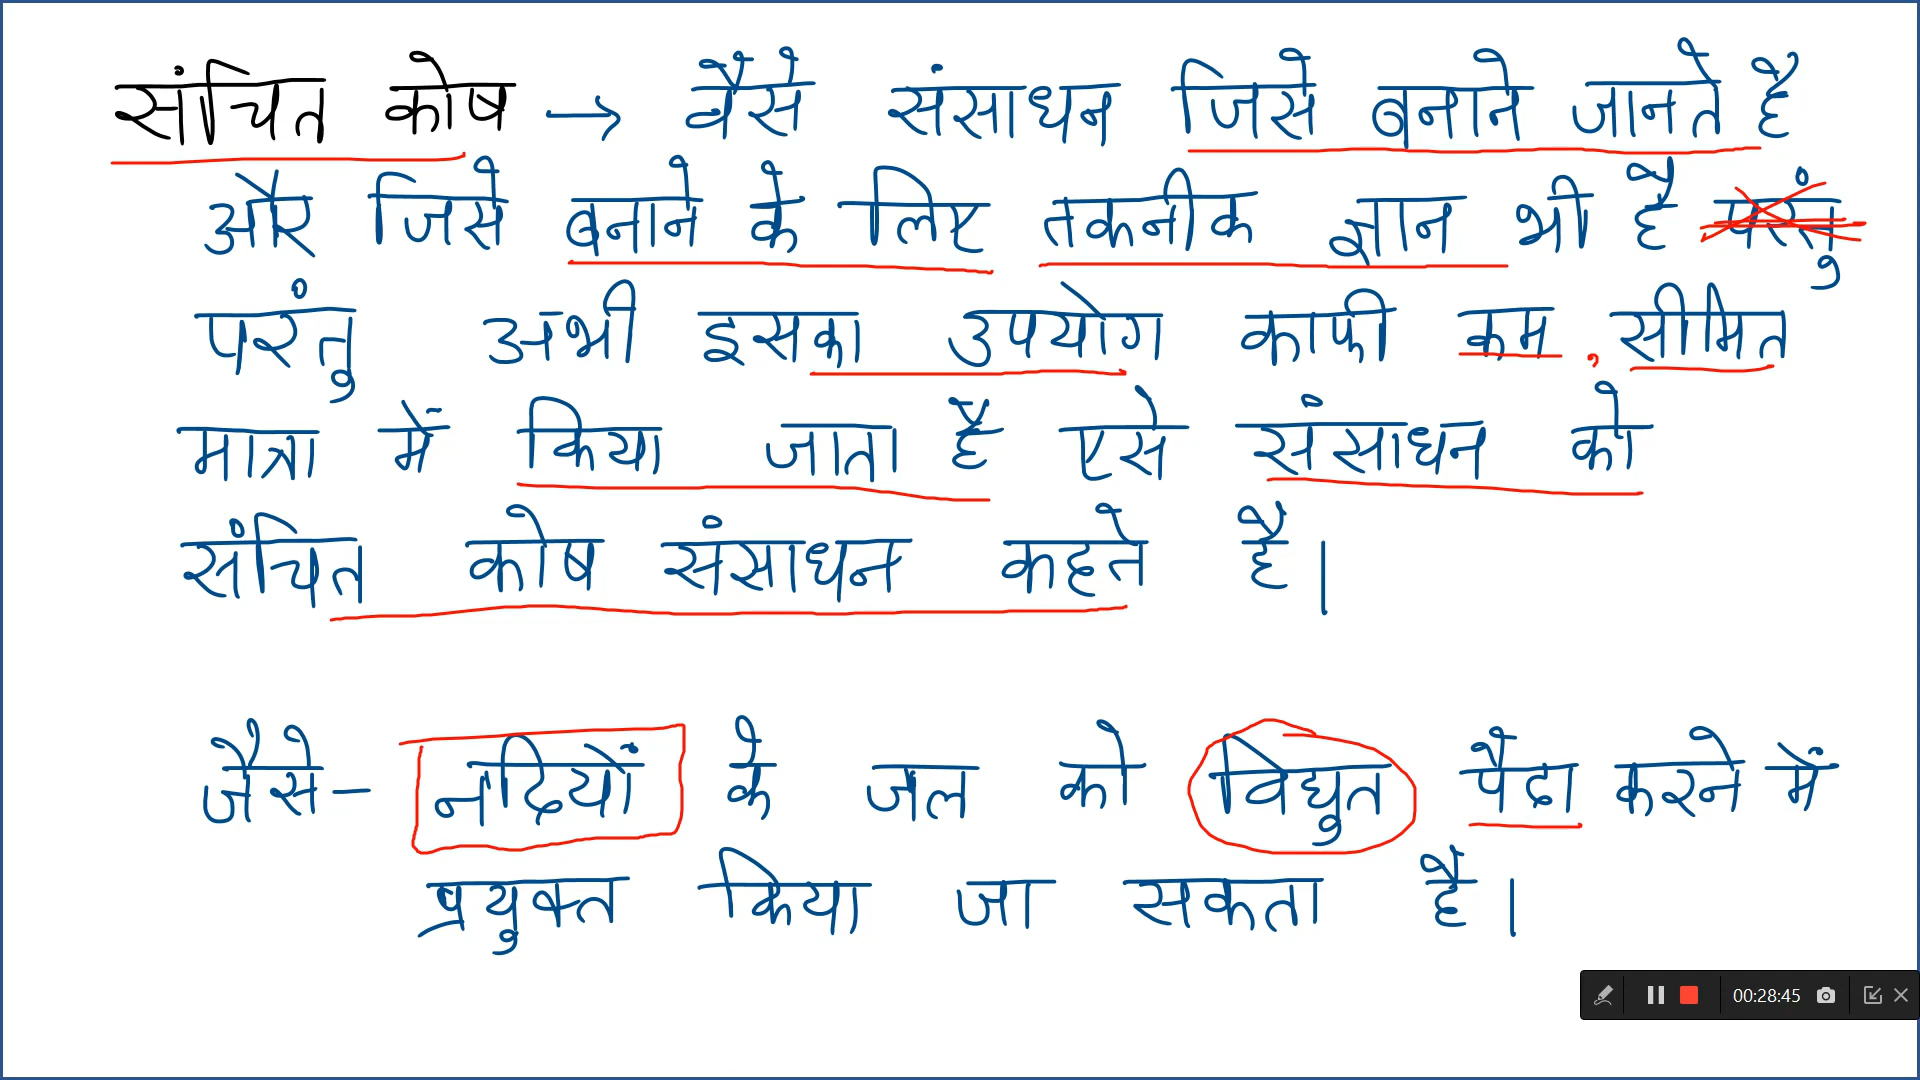 संचित कोष → वैसे संसाधन जिसे बनाने जानते है
और जिसे बनाने के लिए तकनीक ज्ञान भी है परंतु
परंतु अभी इसका उपयोग काफी कम, सीमित
मात्रा में किया जाता है एसे संसाधन को
संचित कोष संसाधन कहते है।
जैसे- नदियों के जल को विद्युत पैदा करने में
प्रयुक्त किया जा सकता है।
00:28:45